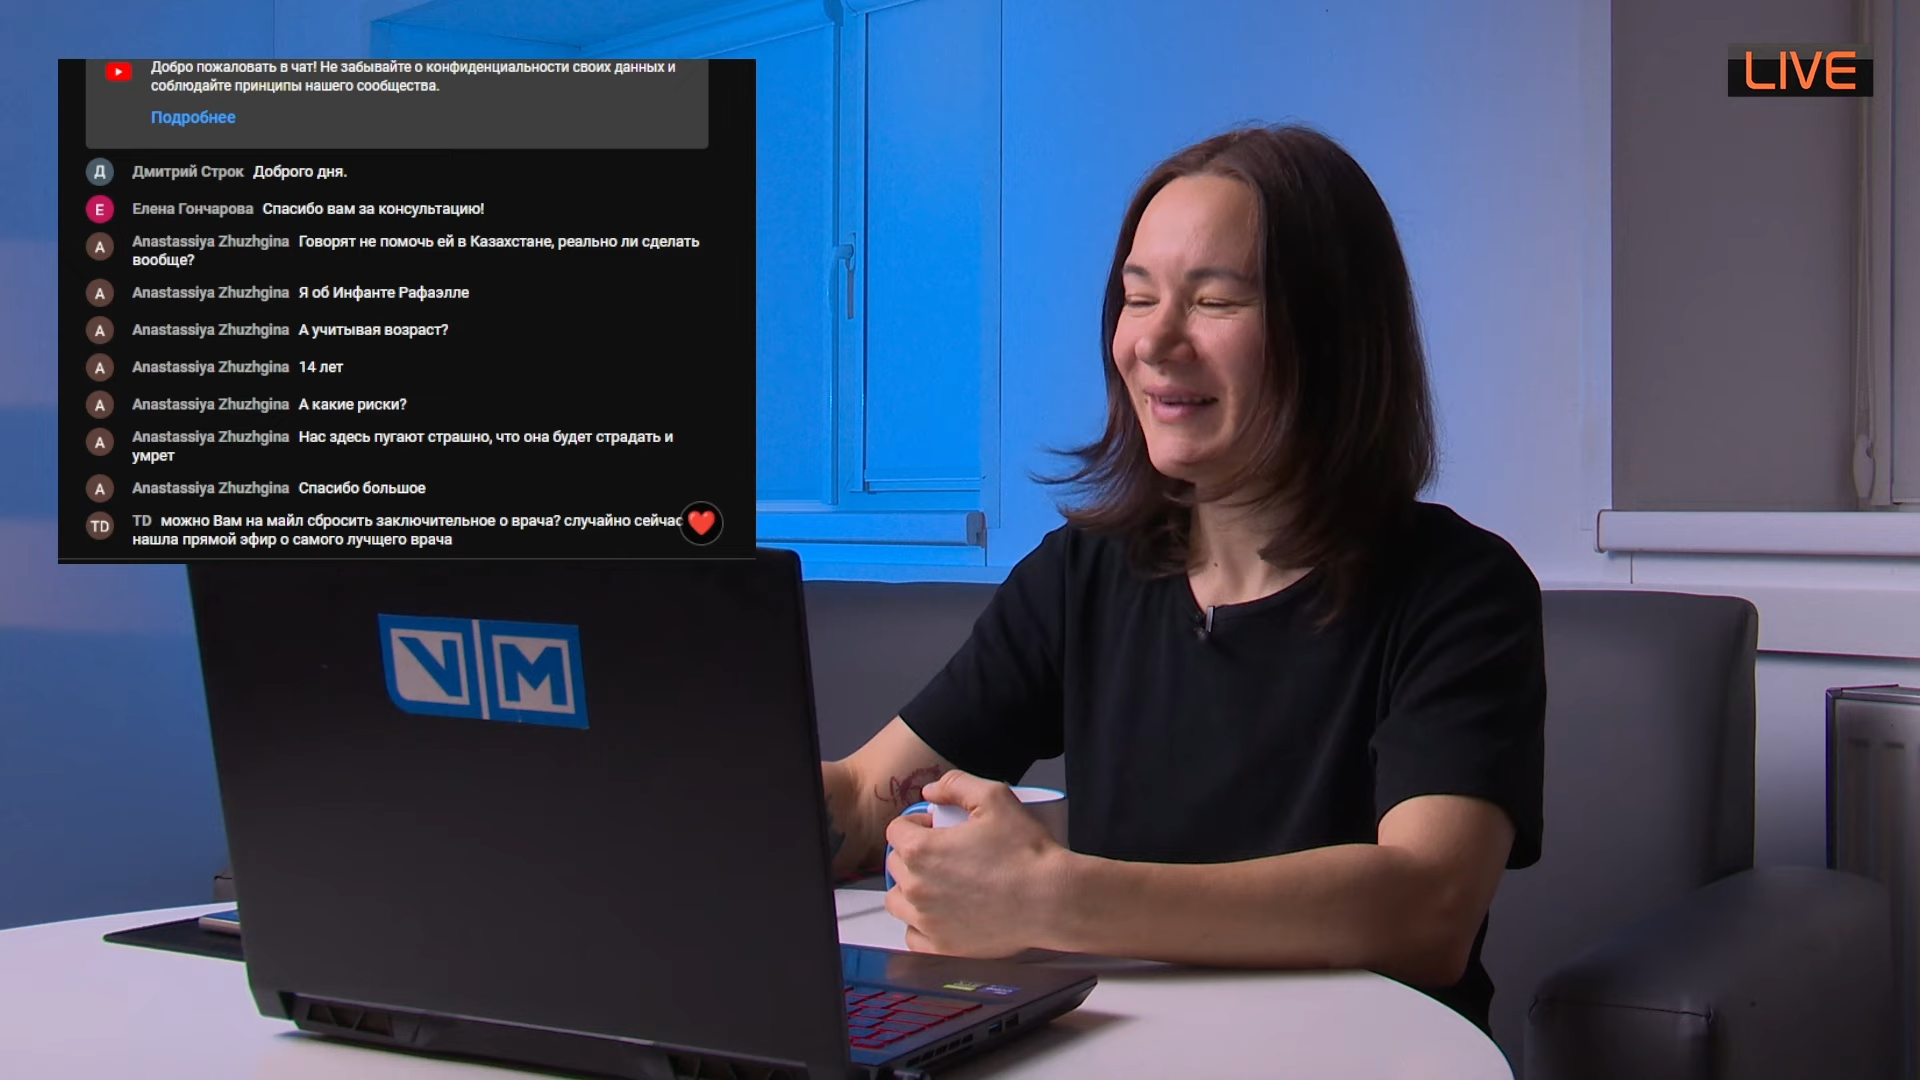 Добро пожаловать в чат! Не забывайте о конфиденциальности своих данных и
соблюдайте принципы нашего сообщества.
Подробнее
LIVE
Д Дмитрий Строк Доброго дня.
Е Елена Гончарова Спасибо вам за консультацию!
A Anastassiya Zhuzhgina Говорят не помочь ей в Казахстане, реально ли сделать
вообще?
A Anastassiya Zhuzhgina Я об Инфанте Рафаэлле
A Anastassiya Zhuzhgina А учитывая возраст?
A Anastassiya Zhuzhgina 14 лет
A Anastassiya Zhuzhgina А какие риски?
A Anastassiya Zhuzhgina Нас здесь пугают страшно, что она будет страдать и
умрет
A Anastassiya Zhuzhgina Спасибо большое
TD TD можно Вам на майл сбросить заключительное о врача? случайно сейчас
нашла прямой эфир о самого лучщего врача
VM